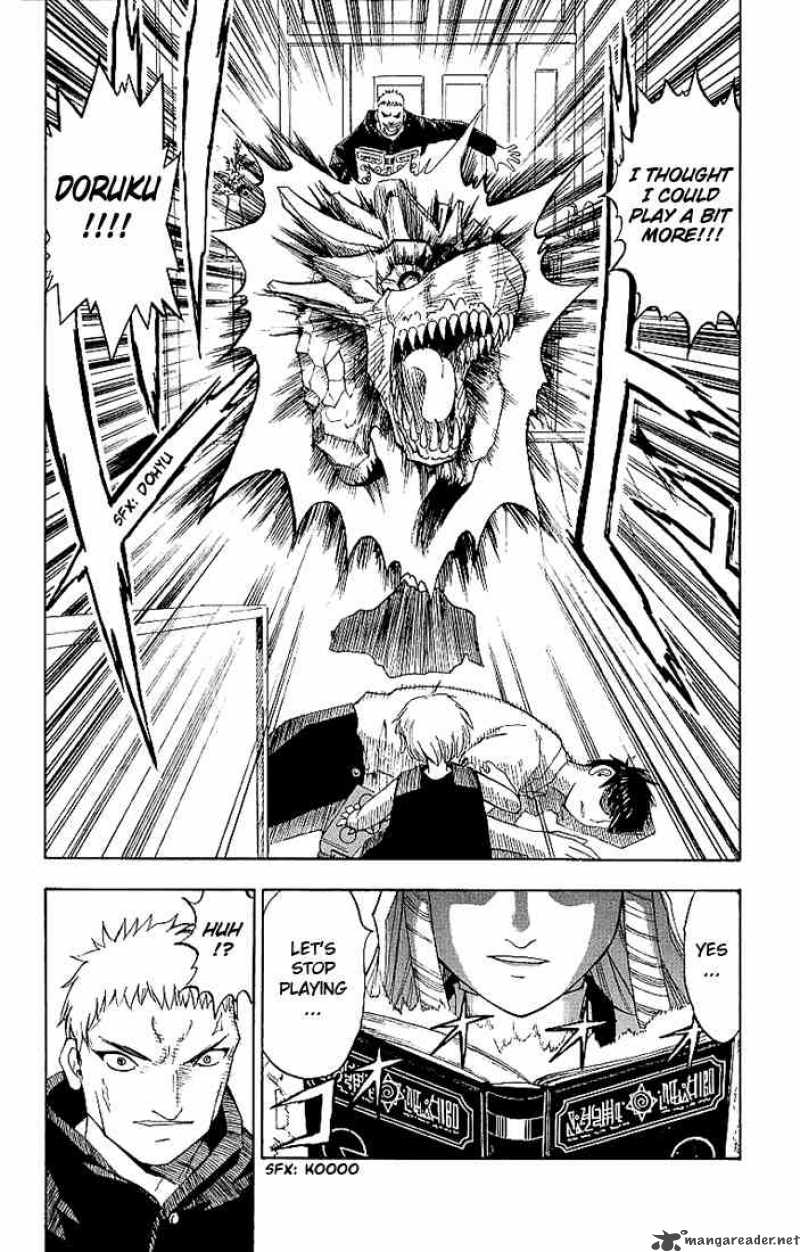 I THOUGHT
I COULD
PLAY A BIT
MORE!!!
DORUKU
!!!!
SFX: DOHYU
YES
...
LET'S
STOP
PLAYING
...
SFX: KOOOO
HUH
!?
mangareader.net